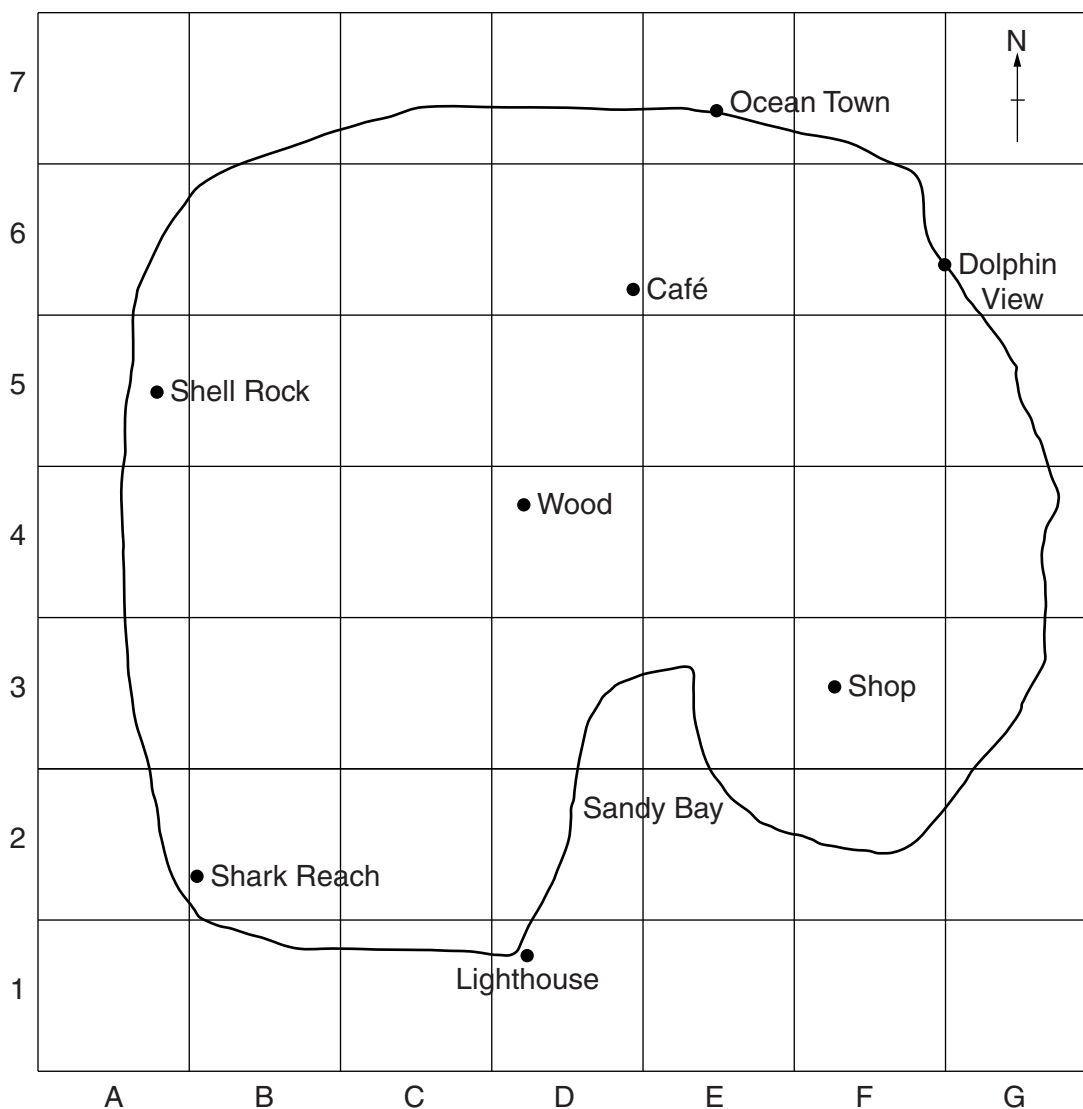 N
7
Ocean Town
6
Dolphin
View
Café
5
Shell Rock
4
Wood
3
Shop
Sandy Bay
2
Shark Reach
1
Lighthouse
A B C D E F G